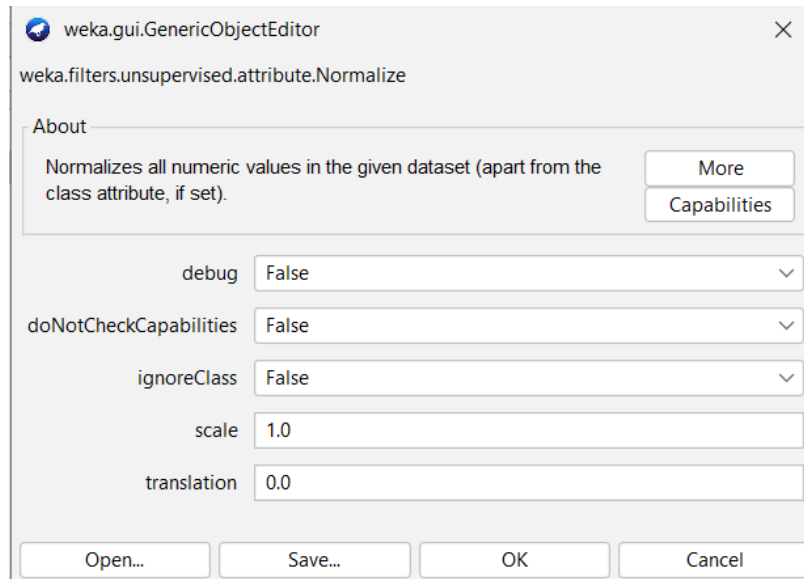 weka.gui.GenericObjectEditor
weka.filters.unsupervised.attribute.Normalize
About
Normalizes all numeric values in the given dataset (apart from the
class attribute, if set).
More
Capabilities
debug False
doNotCheckCapabilities False
ignoreClass False
scale 1.0
translation 0.0
Open... Save... OK Cancel